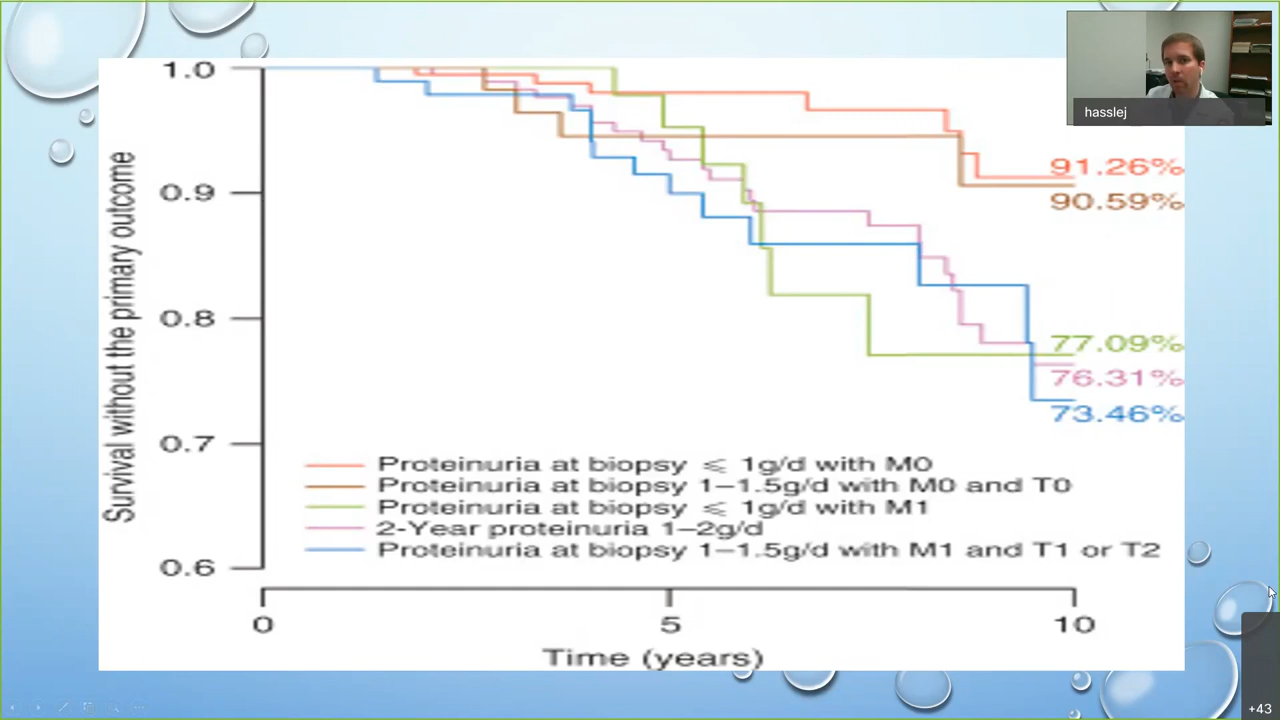 hasslej
1.0
0.9
0.8
0.7
0.6
Survival without the primary outcome
91.26%
90.59%
77.09%
76.31%
73.46%
Proteinuria at biopsy ⩽ 1g/d with M0
Proteinuria at biopsy 1–1.5g/d with M0 and T0
Proteinuria at biopsy ⩽ 1g/d with M1
2-Year proteinuria 1–2g/d
Proteinuria at biopsy 1–1.5g/d with M1 and T1 or T2
0 5 10
Time (years)
+43